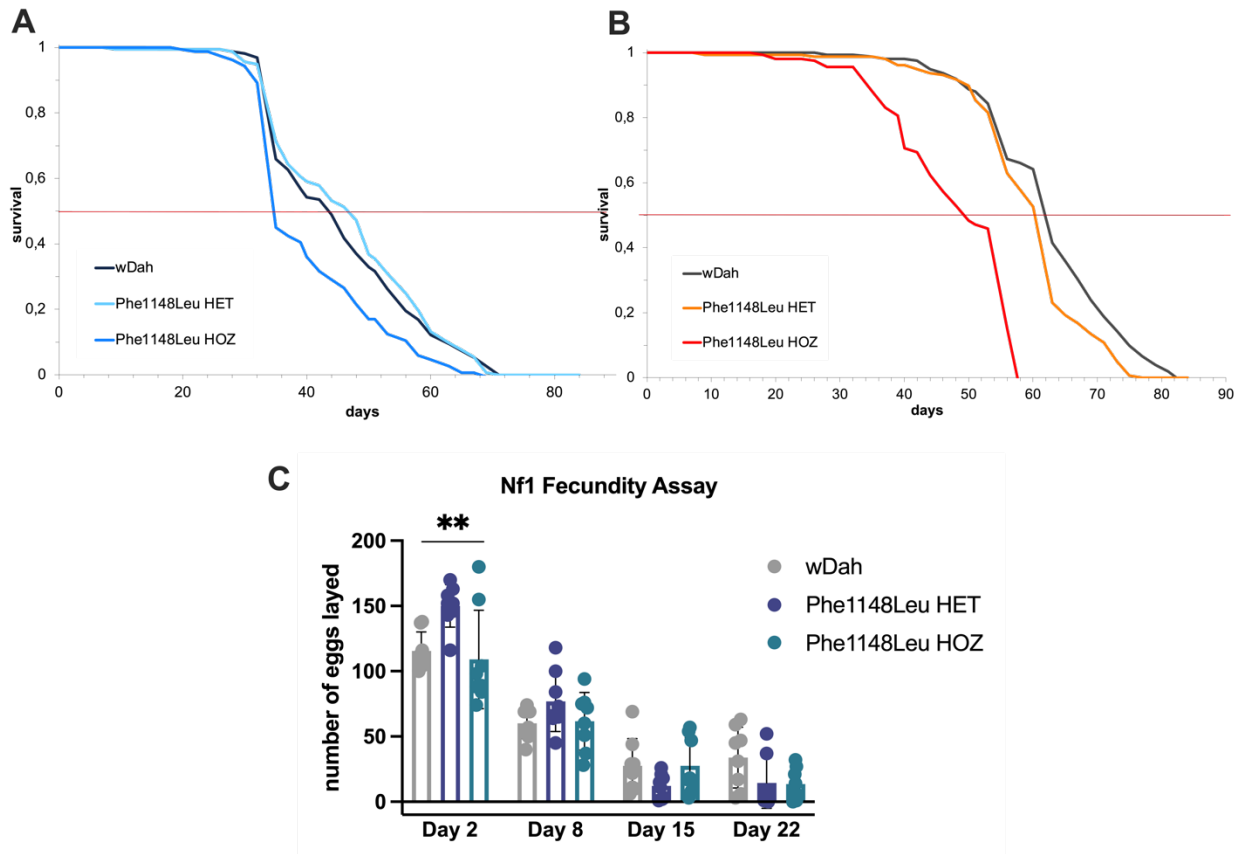 A
1
0,8
0,6
0,4
0,2
0
survival
0 20 40 60 80
days
wDah
Phe1148Leu HET
Phe1148Leu HOZ
B
1
0,8
0,6
0,4
0,2
0
survival
0 10 20 30 40 50 60 70 80 90
days
wDah
Phe1148Leu HET
Phe1148Leu HOZ
C
Nf1 Fecundity Assay
**
200
150
100
50
0
number of eggs layed
Day 2 Day 8 Day 15 Day 22
wDah
Phe1148Leu HET
Phe1148Leu HOZ